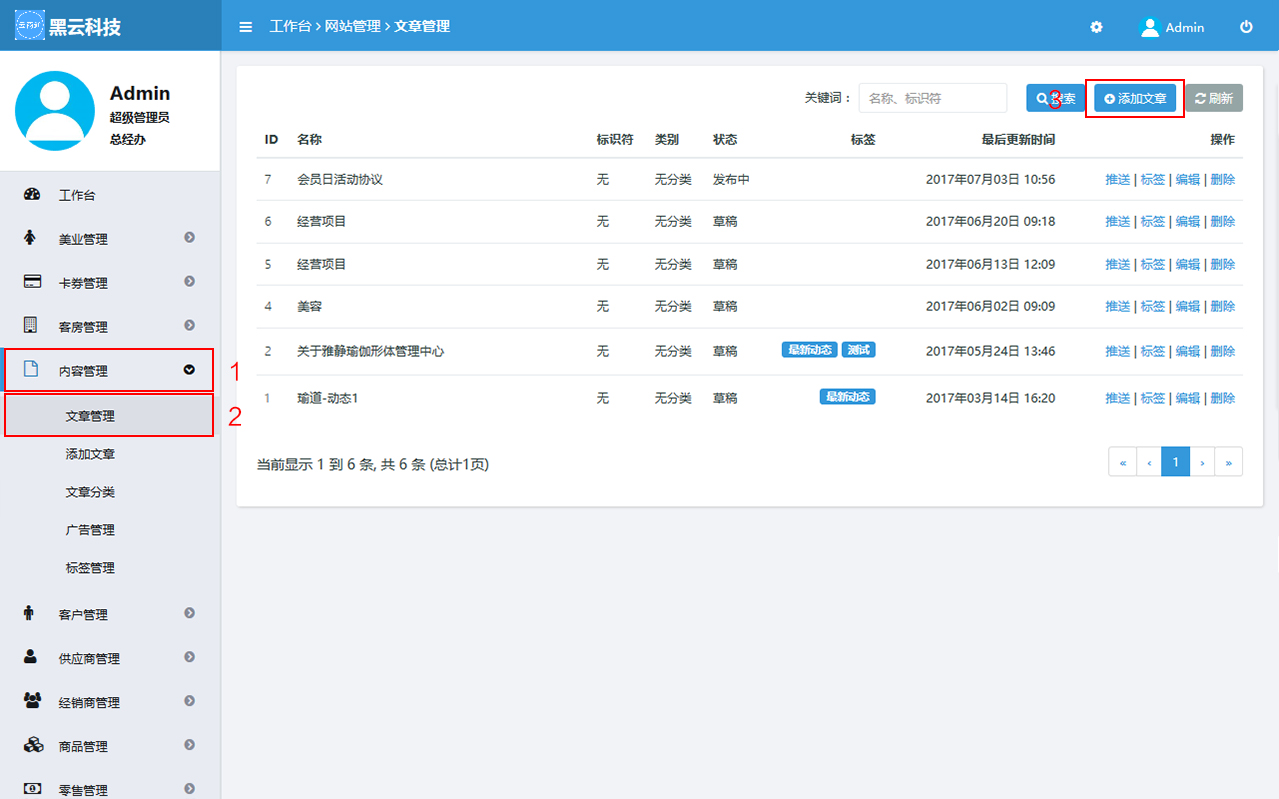 黑云科技
工作台 > 网站管理 > 文章管理
Admin
Admin
超级管理员
总经办
工作台
美业管理
卡券管理
客房管理
内容管理
1
文章管理
2
添加文章
文章分类
广告管理
标签管理
客户管理
供应商管理
经销商管理
商品管理
零售管理
关键词： 名称、标识符 索 3 添加文章 刷新
ID 名称 标识符 类别 状态 标签 最后更新时间 操作
7 会员日活动协议 无 无分类 发布中 2017年07月03日 10:56 推送 | 标签 | 编辑 | 删除
6 经营项目 无 无分类 草稿 2017年06月20日 09:18 推送 | 标签 | 编辑 | 删除
5 经营项目 无 无分类 草稿 2017年06月13日 12:09 推送 | 标签 | 编辑 | 删除
4 美容 无 无分类 草稿 2017年06月02日 09:09 推送 | 标签 | 编辑 | 删除
2 关于雅静瑜伽形体管理中心 无 无分类 草稿 最新动态 测试 2017年05月24日 13:46 推送 | 标签 | 编辑 | 删除
1 瑜道-动态1 无 无分类 草稿 最新动态 2017年03月14日 16:20 推送 | 标签 | 编辑 | 删除
当前显示 1 到 6 条, 共 6 条 (总计1页)
« ‹ 1 › »